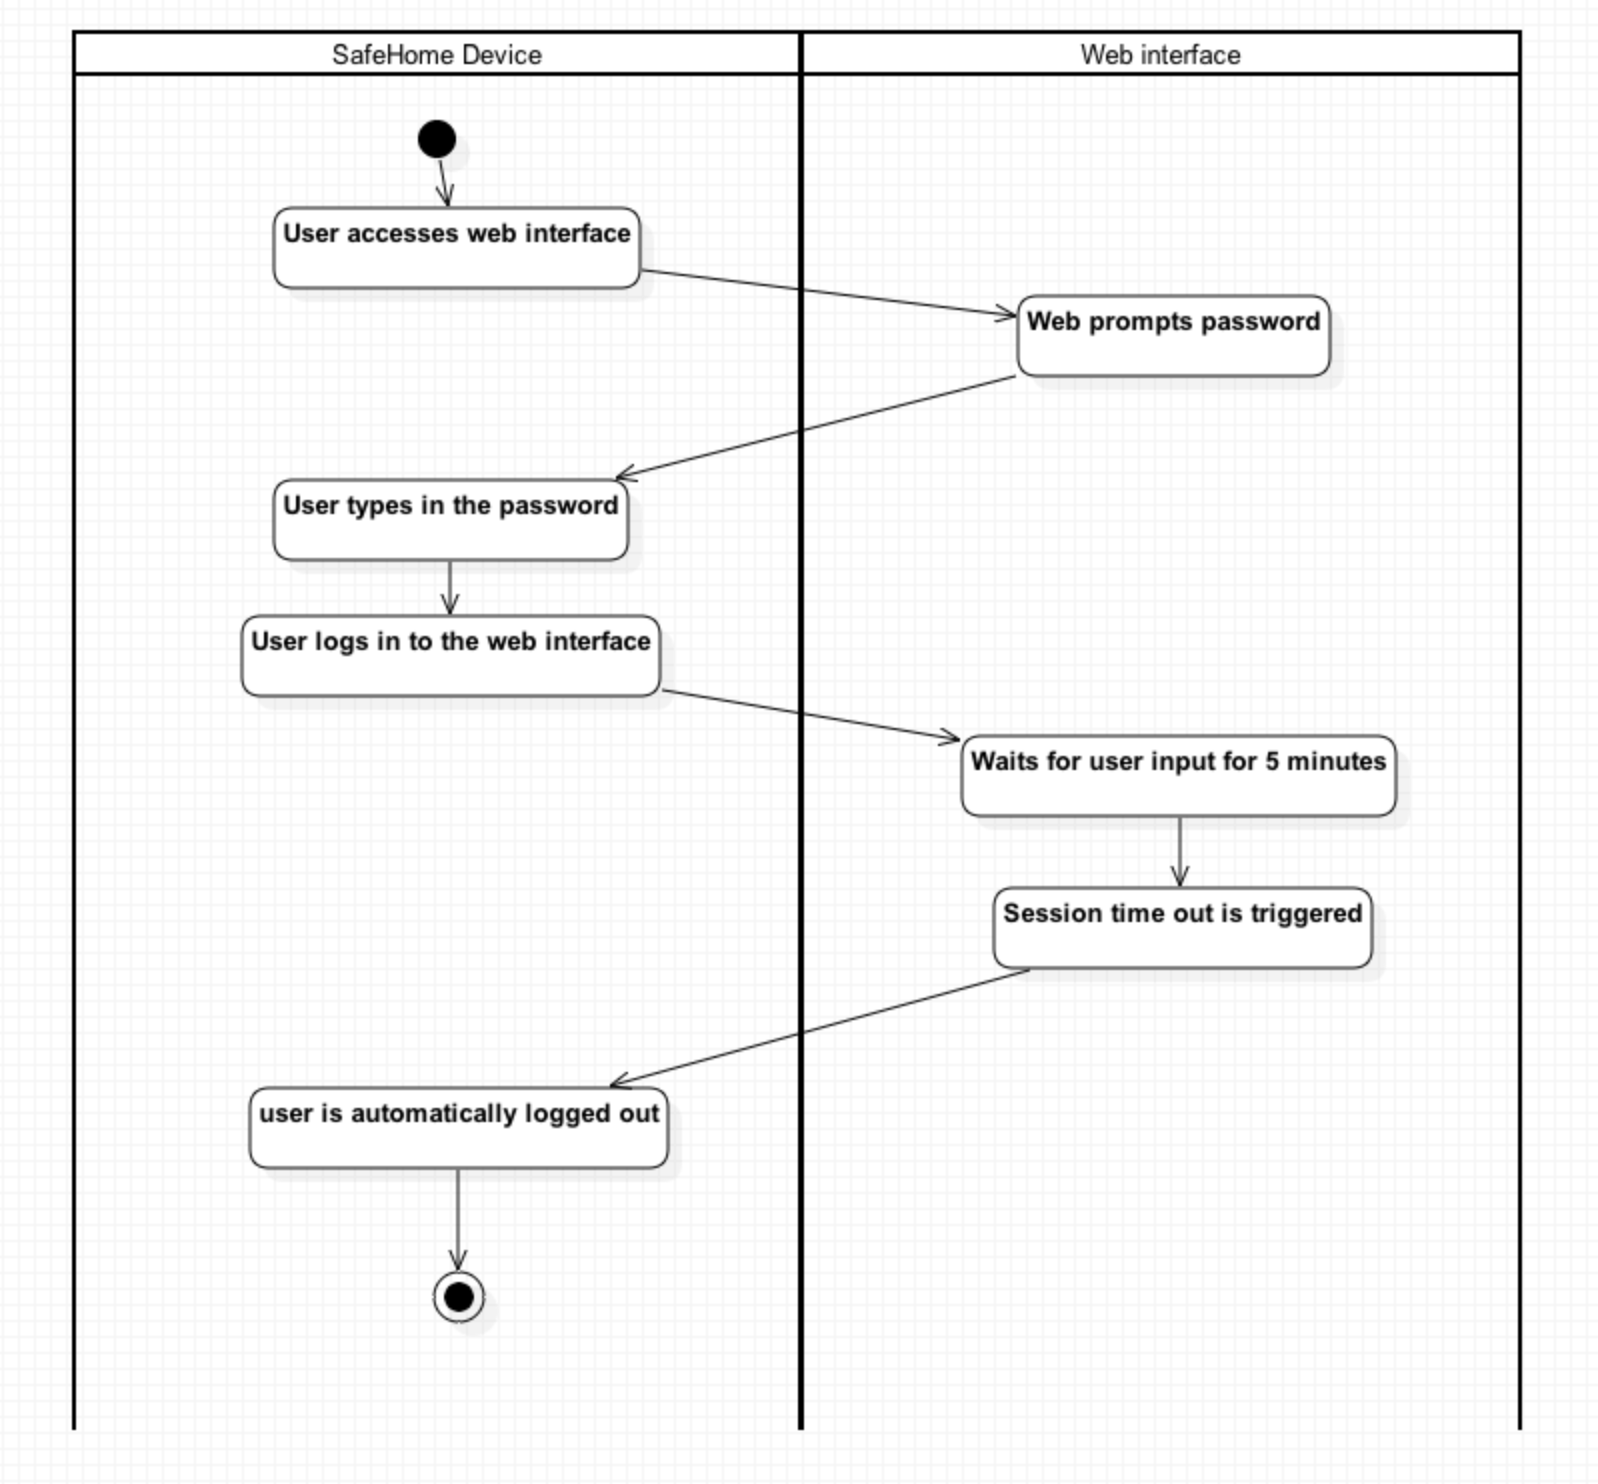 SafeHome Device
Web interface
User accesses web interface
Web prompts password
User types in the password
User logs in to the web interface
Waits for user input for 5 minutes
Session time out is triggered
user is automatically logged out